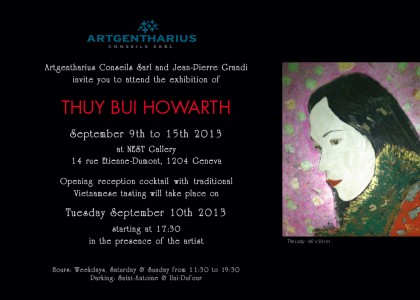 ARTGENTHARIUS
CONSEILS SARL
Artgentharius Conseils Sarl and Jean-Pierre Grandi
invite you to attend the exhibition of
THUY BUI HOWARTH
September 9th to 15th 2013
at NEST Gallery
14 rue Etienne-Dumont, 1204 Geneva
Opening reception cocktail with traditional
Vietnamese tasting will take place on
Tuesday September 10th 2013
starting at 17:30
in the presence of the artist
Hours: Weekdays, Saturday & Sunday from 11:30 to 19:30
Parking: Saint-Antoine & Uni-Dufour
The Lady